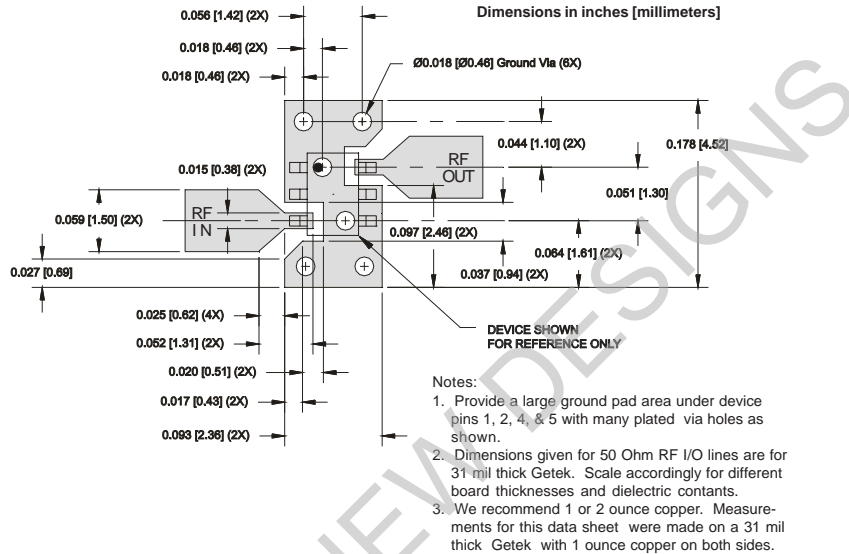 Dimensions in inches [millimeters]
0.056 [1.42] (2X)
0.018 [0.46] (2X)
0.018 [0.46] (2X)
Ø0.018 [Ø0.46] Ground Via (6X)
0.044 [1.10] (2X)
0.178 [4.52]
RF
OUT
0.015 [0.38] (2X)
0.051 [1.30]
0.059 [1.50] (2X)
RF
IN
0.097 [2.46] (2X)
0.064 [1.61] (2X)
0.027 [0.69]
0.037 [0.94] (2X)
0.025 [0.62] (4X)
0.052 [1.31] (2X)
DEVICE SHOWN
FOR REFERENCE ONLY
0.020 [0.51] (2X)
0.017 [0.43] (2X)
0.093 [2.36] (2X)
Notes:
1. Provide a large ground pad area under device
pins 1, 2, 4, & 5 with many plated via holes as
shown.
2. Dimensions given for 50 Ohm RF I/O lines are for
31 mil thick Getek. Scale accordingly for different
board thicknesses and dielectric contants.
3. We recommend 1 or 2 ounce copper. Measure-
ments for this data sheet were made on a 31 mil
thick Getek with 1 ounce copper on both sides.
NEW DESIGNS